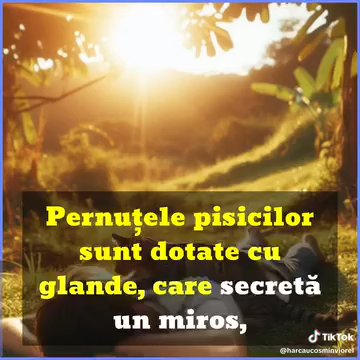 Pernuțele pisicilor
sunt dotate cu
glande, care secretă
un miros,
TikTok
@harcaucosminviorel